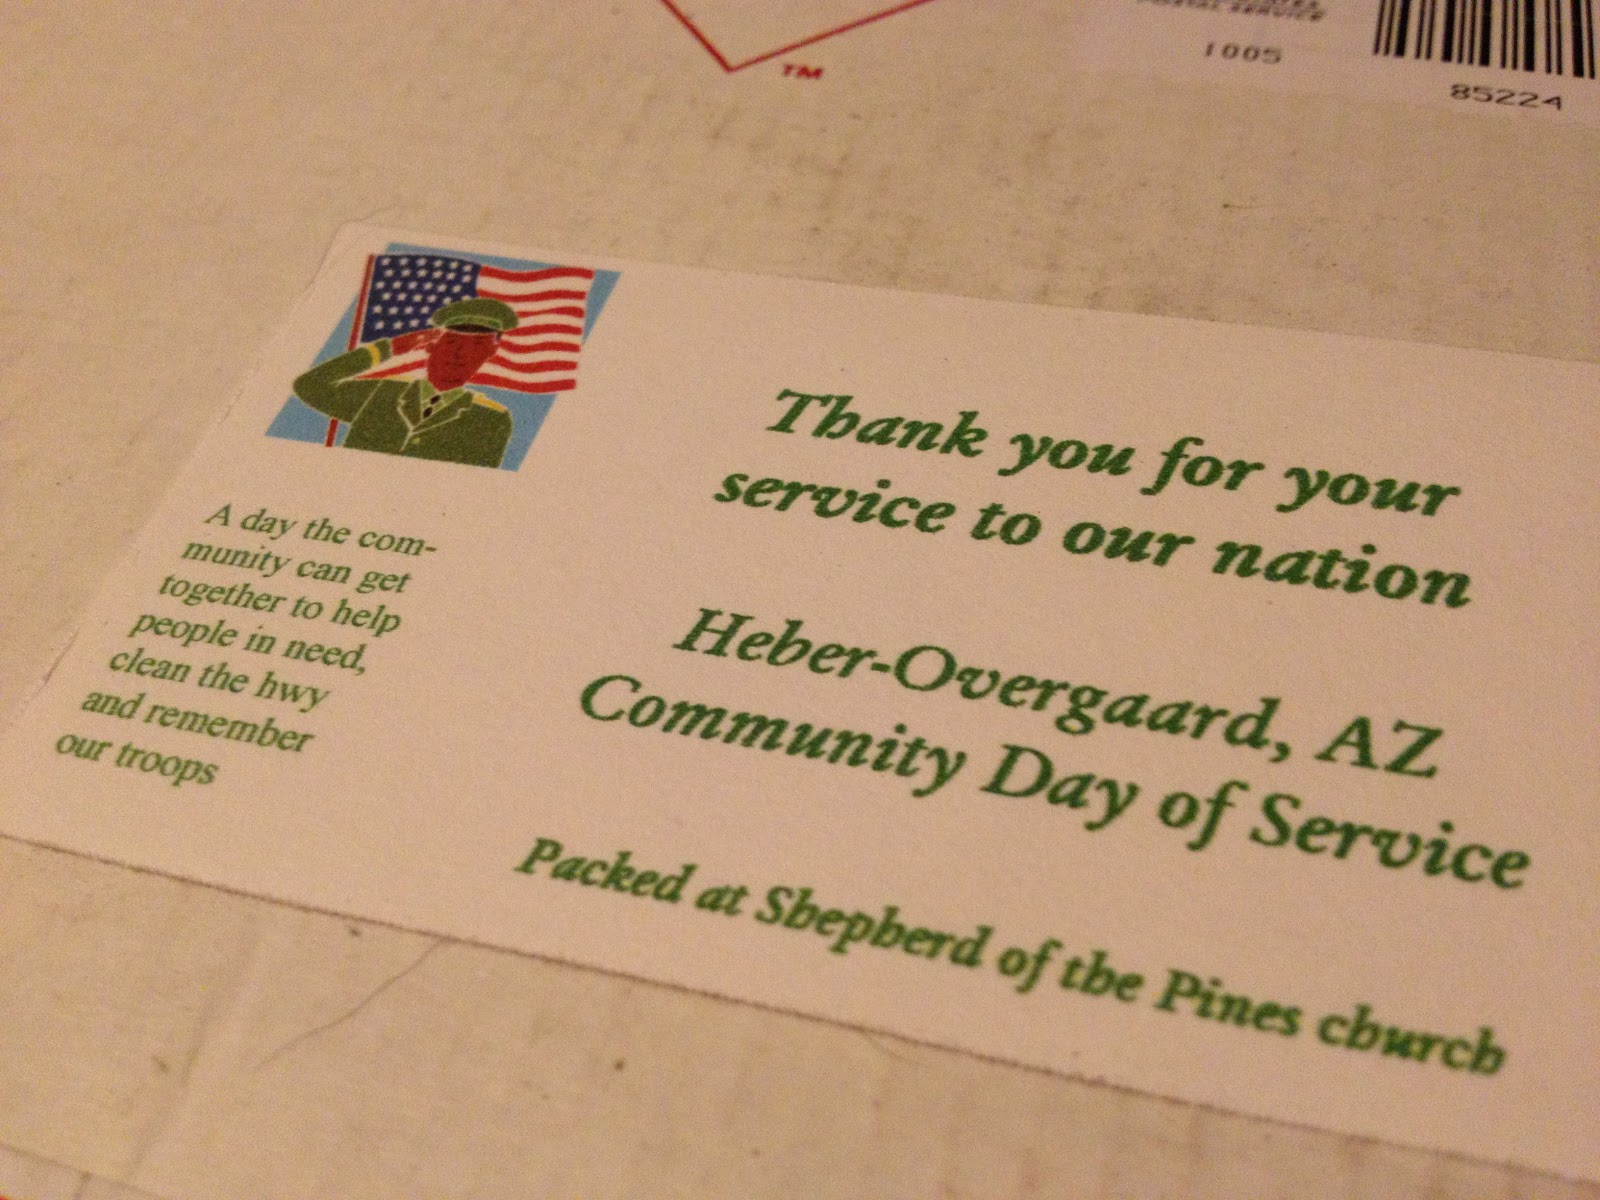 POSTAL SERVICE
1005
85224
TM
Thank you for your
service to our nation
Heber-Overgaard, AZ
Community Day of Service
Packed at Shepherd of the Pines church
A day the com-
munity can get
together to help
people in need,
clean the hwy
and remember
our troops